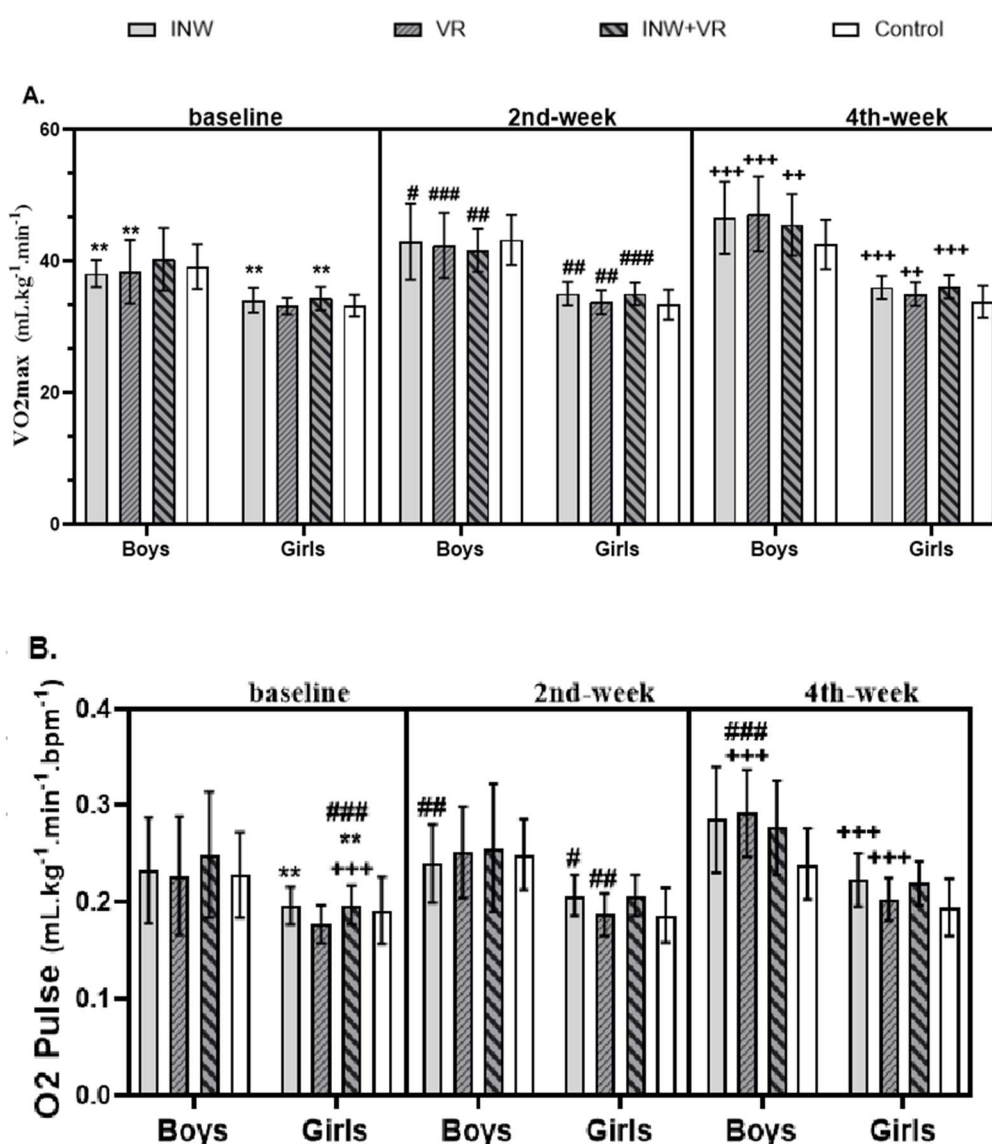 INW VR INW+VR Control
A.
baseline 2nd-week 4th-week
60
+++ +++ ++
# ### ##
** ** ** **
## ## ###
+++ ++ +++
40
VO2max (mL.kg-1.min-1)
20
0
Boys Girls Boys Girls Boys Girls
B.
baseline 2nd-week 4th-week
0.4
###
+++
###
**
+++
**
##
# ##
+++ +++
0.3
O2 Pulse (mL.kg-1.min-1.bpm-1)
0.2
0.1
0.0
Boys Girls Boys Girls Boys Girls